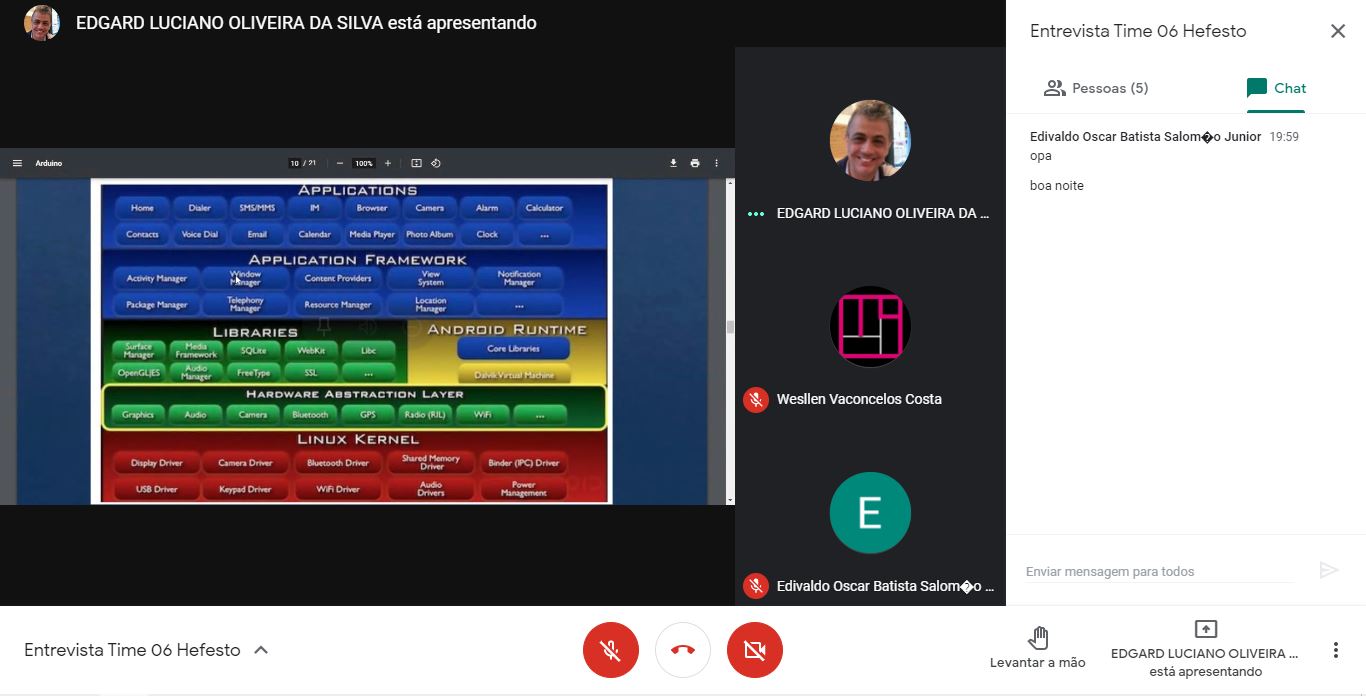 EDGARD LUCIANO OLIVEIRA DA SILVA está apresentando
Arduino
10 / 21
100%
APPLICATIONS
Home Dialer SMS/MMS IM Browser Camera Alarm Calculator
Contacts Voice Dial Email Calendar Media Player Photo Album Clock ...
APPLICATION FRAMEWORK
Activity Manager Window Manager Content Providers View System Notification Manager
Package Manager Telephony Manager Resource Manager Location Manager ...
LIBRARIES
Surface Manager Media Framework SQLite WebKit Libc
OpenGL|ES Audio Manager FreeType SSL ...
ANDROID RUNTIME
Core Libraries
Dalvik Virtual Machine
HARDWARE ABSTRACTION LAYER
Graphics Audio Camera Bluetooth GPS Radio (RIL) WiFi ...
LINUX KERNEL
Display Driver Camera Driver Bluetooth Driver Shared Memory Driver Binder (IPC) Driver
USB Driver Keypad Driver WiFi Driver Audio Drivers Power Management
EDGARD LUCIANO OLIVEIRA DA ...
Wesllen Vaconcelos Costa
E
Edivaldo Oscar Batista Salom�o ...
Entrevista Time 06 Hefesto
Pessoas (5)
Chat
Edivaldo Oscar Batista Salom�o Junior 19:59
opa
boa noite
Enviar mensagem para todos
Entrevista Time 06 Hefesto
Levantar a mão
EDGARD LUCIANO OLIVEIRA ...
está apresentando